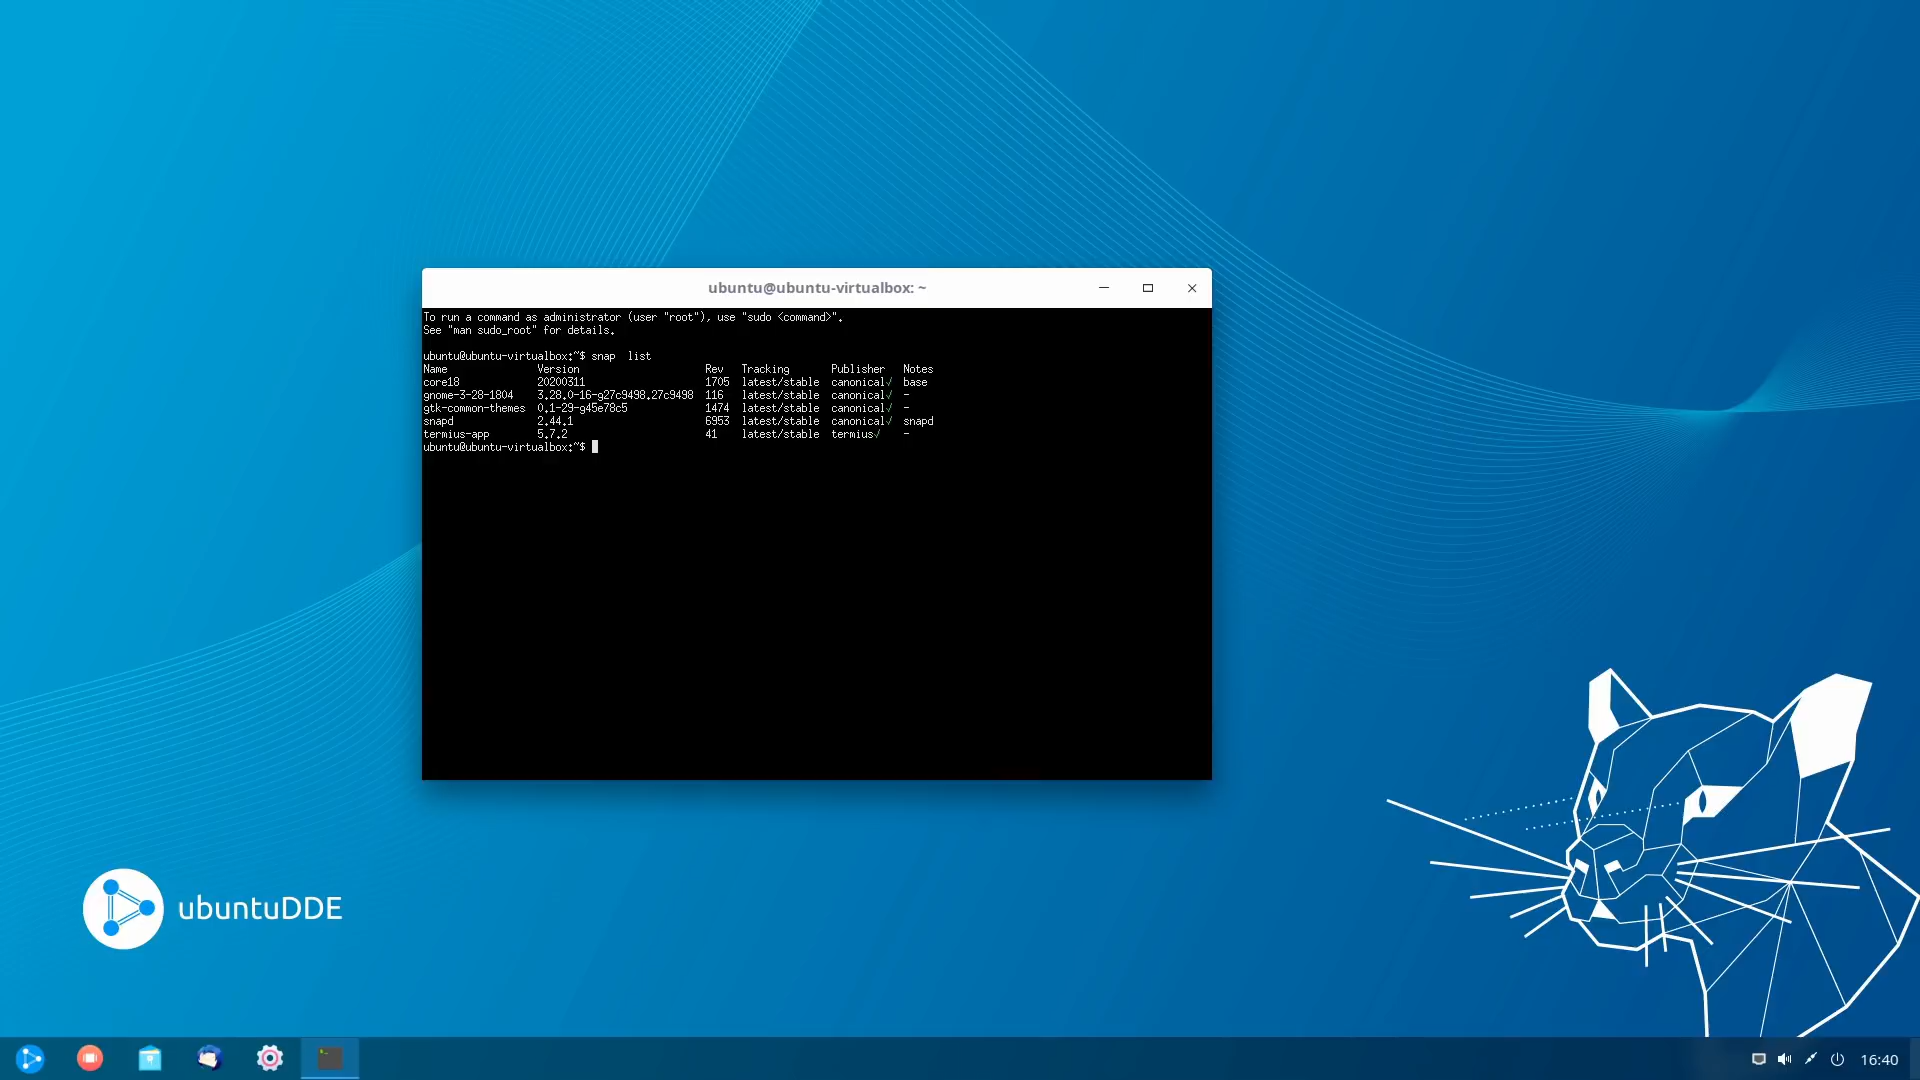 ubuntu@ubuntu-virtualbox: ~
To run a command as administrator (user "root"), use "sudo <command>".
See "man sudo_root" for details.
ubuntu@ubuntu-virtualbox:~$ snap  list
Name Version Rev Tracking Publisher Notes
core18 20200311 1705 latest/stable canonical✓ base
gnome-3-28-1804 3.28.0-16-g27c9498.27c9498 116 latest/stable canonical✓ -
gtk-common-themes 0.1-29-g45e78c5 1474 latest/stable canonical✓ -
snapd 2.44.1 6953 latest/stable canonical✓ snapd
termius-app 5.7.2 41 latest/stable termius✓ -
ubuntu@ubuntu-virtualbox:~$
ubuntuDDE
16:40